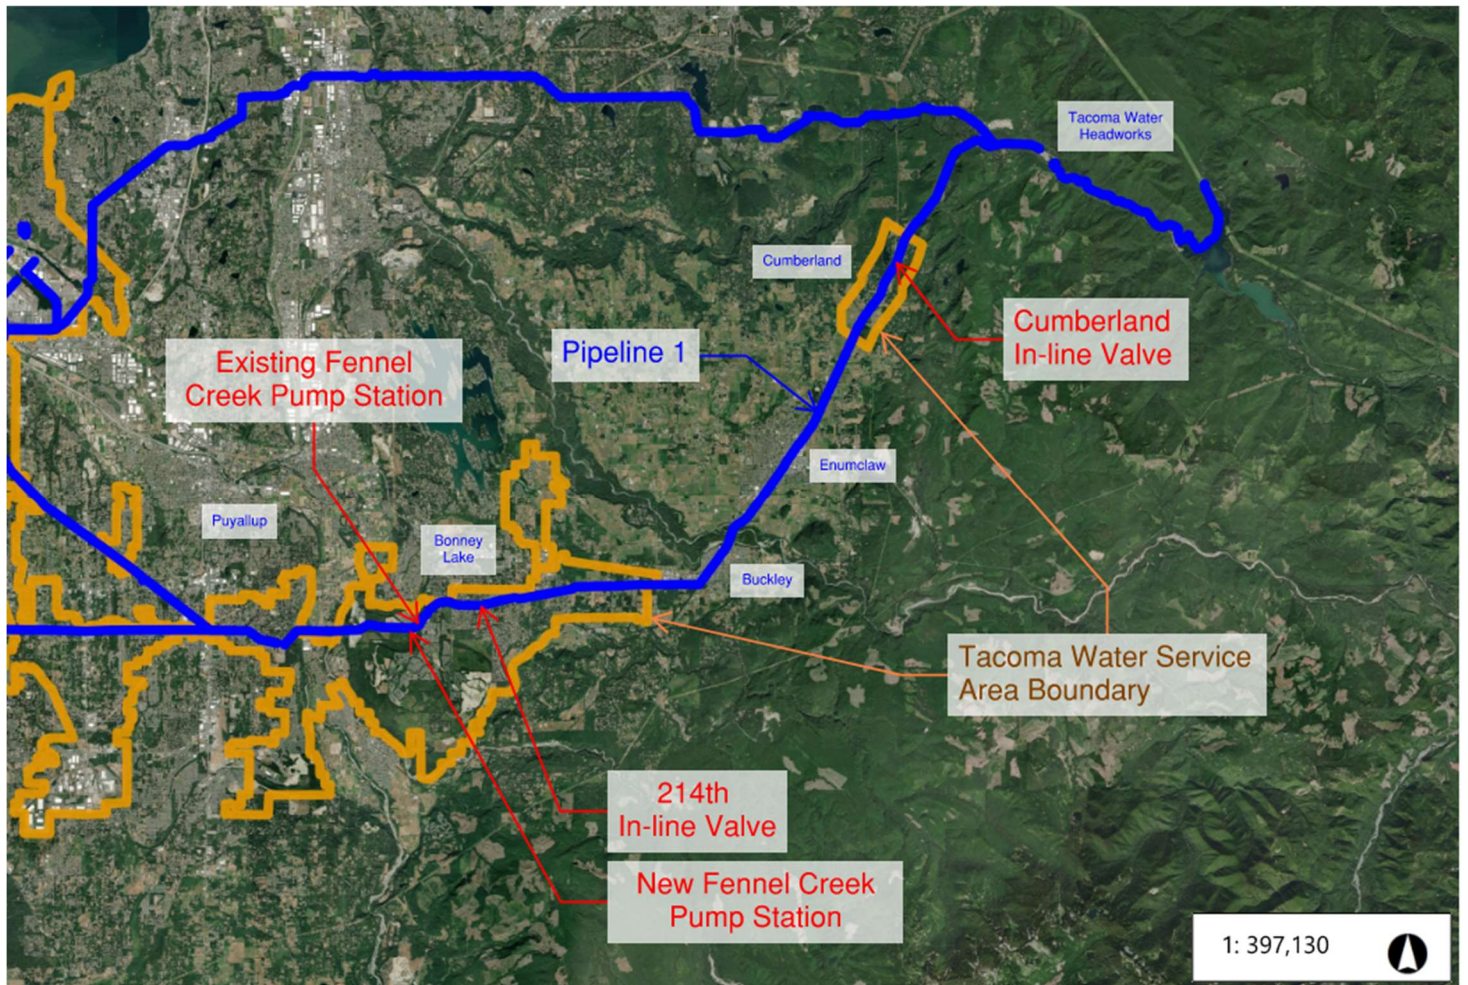 Tacoma Water
Headworks
Cumberland
Cumberland
In-line Valve
Pipeline 1
Existing Fennel
Creek Pump Station
Enumclaw
Puyallup
Bonney
Lake
Buckley
Tacoma Water Service
Area Boundary
214th
In-line Valve
New Fennel Creek
Pump Station
1: 397,130